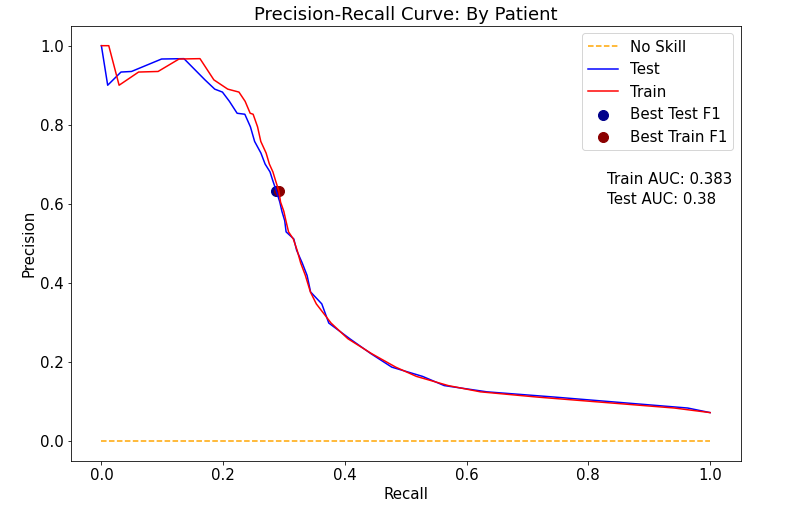 Precision-Recall Curve: By Patient
1.0
0.8
0.6
0.4
0.2
0.0
Precision
0.0 0.2 0.4 0.6 0.8 1.0
Recall
No Skill
Test
Train
Best Test F1
Best Train F1
Train AUC: 0.383
Test AUC: 0.38